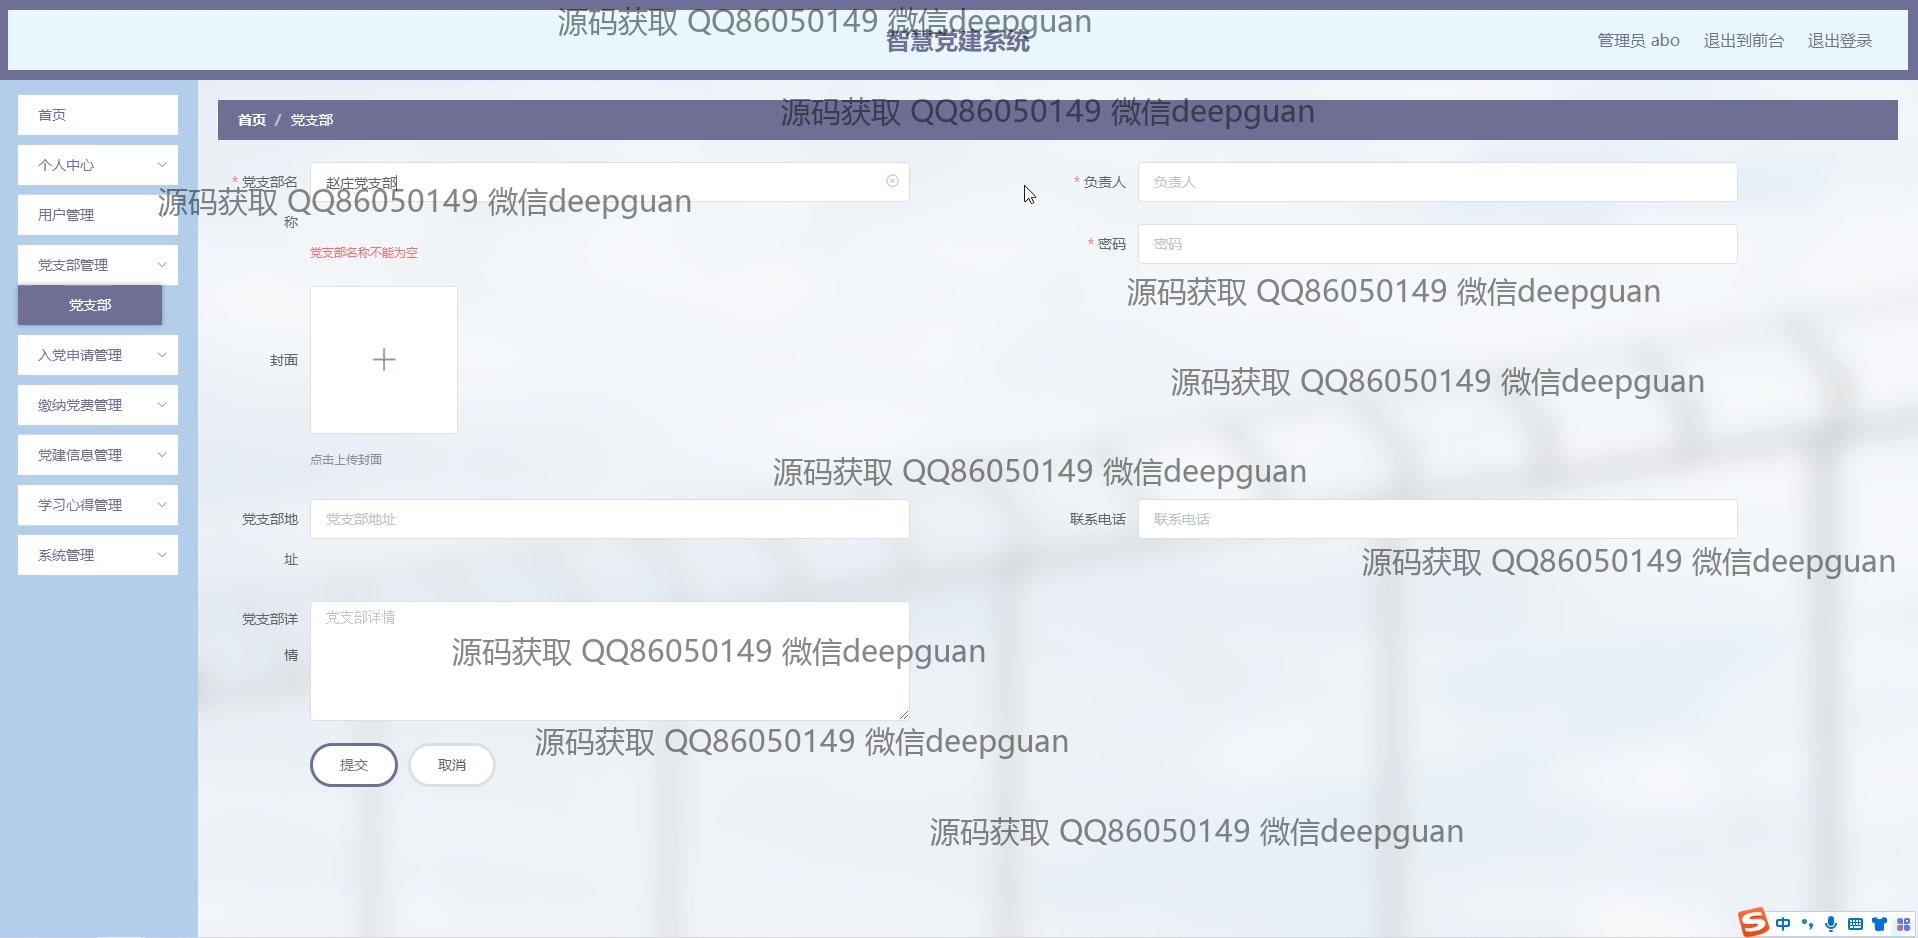 源码获取 QQ86050149 微信deepguan
智慧党建系统
管理员 abo
退出到前台
退出登录
首页
首页 / 党支部
源码获取 QQ86050149 微信deepguan
个人中心
* 党支部名称
赵庄党支部
* 负责人
负责人
源码获取 QQ86050149 微信deepguan
用户管理
党支部名称不能为空
* 密码
密码
党支部管理
源码获取 QQ86050149 微信deepguan
党支部
入党申请管理
封面
源码获取 QQ86050149 微信deepguan
缴纳党费管理
党建信息管理
点击上传封面
源码获取 QQ86050149 微信deepguan
学习心得管理
党支部地址
党支部地址
联系电话
联系电话
系统管理
源码获取 QQ86050149 微信deepguan
党支部详情
党支部详情
源码获取 QQ86050149 微信deepguan
源码获取 QQ86050149 微信deepguan
提交
取消
源码获取 QQ86050149 微信deepguan
中